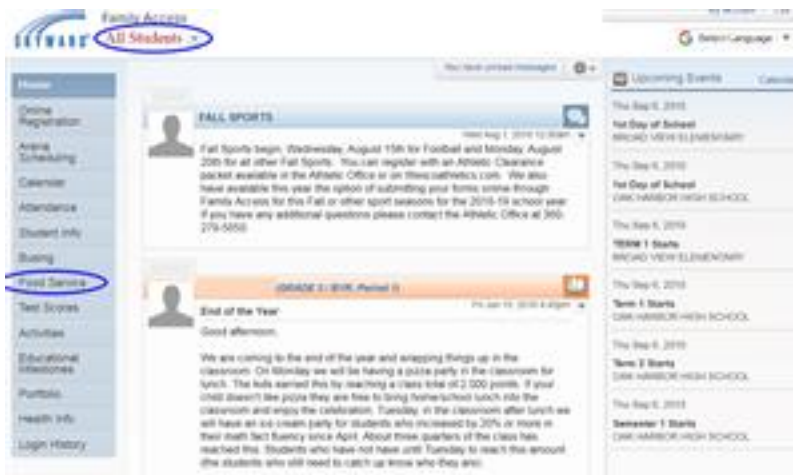 Family Access
SKYWARD
All Students
Select Language
You have unread messages
Upcoming Events
Calendar
Home
Online
Registration
Arena
Scheduling
Calendar
Attendance
Student Info
Busing
Food Service
Test Scores
Activities
Educational
Milestones
Portfolio
Health Info
Login History
FALL SPORTS
Wed Aug 1, 2018
Fall Sports begin, Wednesday, August 15th for Football and Monday, August
20th for all other Fall Sports. You can register with an Athletic Clearance
packet available in the Athletic Office or on We also
have available this year the option of submitting your forms online through
Family Access for this Fall or other sport seasons for the 2018-19 school year
If you have any additional questions please contact the Athletic Office at 360-
279-5850
(GRADE 5 / Period 1)
End of the Year
Good afternoon,
We are coming to the end of the year and wrapping things up in the
classroom. On Monday we will be having a pizza party in the classroom for
lunch. The kids earned this by reaching a class total of 2,000 points. If your
child doesn't like pizza they are free to bring home/school lunch into the
classroom and enjoy the celebration. Tuesday, in the classroom after lunch we
will have an ice cream party for students who increased by 20% or more in
their math fact fluency since April. About three quarters of the class has
reached this. Students who have not have until Tuesday to reach this amount
(the students who still need to catch up know who they are)
Thu Sep 6, 2018
1st Day of School
BROAD VIEW ELEMENTARY
Thu Sep 6, 2018
1st Day of School
OAK HARBOR HIGH SCHOOL
Thu Sep 6, 2018
TERM 1 Starts
BROAD VIEW ELEMENTARY
Thu Sep 6, 2018
Term 1 Starts
OAK HARBOR HIGH SCHOOL
Thu Sep 6, 2018
Term 2 Starts
OAK HARBOR HIGH SCHOOL
Thu Sep 6, 2018
Semester 1 Starts
OAK HARBOR HIGH SCHOOL